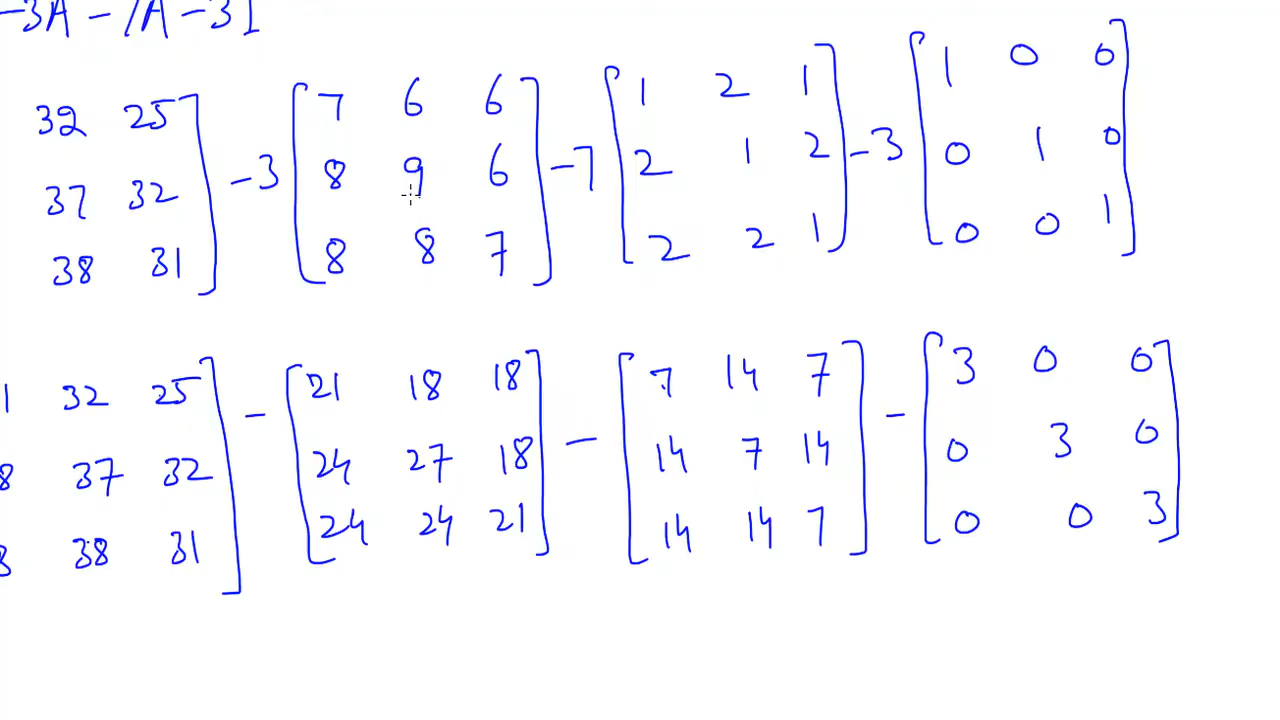 -3A - 7A - 3I
32 25 ] -3 [ 7 6 6 ] -7 [ 1 2 1 ] -3 [ 1 0 0 ]
37 32 ] [ 8 9 6 ] [ 2 1 2 ] [ 0 1 0 ]
38 31 ] [ 8 8 7 ] [ 2 2 1 ] [ 0 0 1 ]
1 32 25 ] - [ 21 18 18 ] - [ 7 14 7 ] - [ 3 0 0 ]
8 37 32 ] [ 24 27 18 ] [ 14 7 14 ] [ 0 3 0 ]
38 31 ] [ 24 24 21 ] [ 14 14 7 ] [ 0 0 3 ]